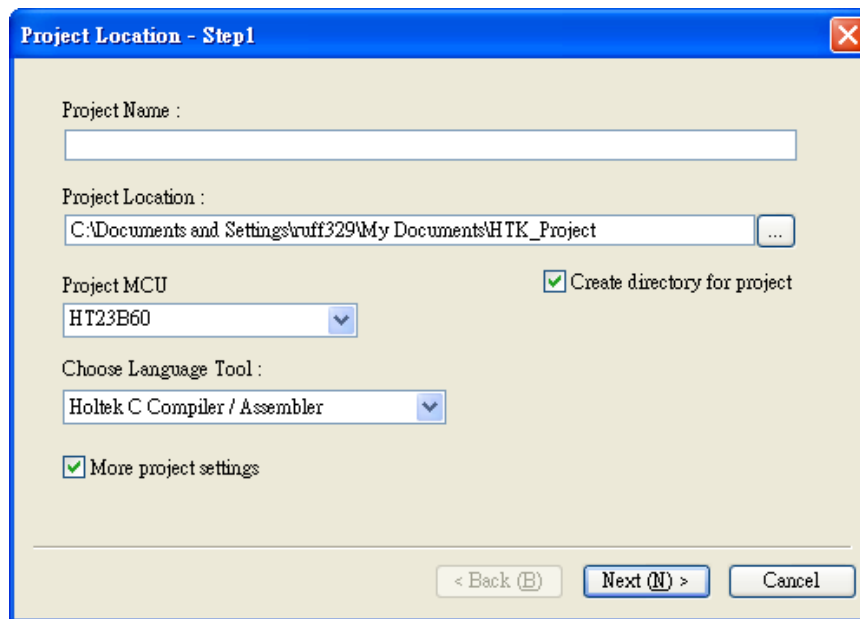 Project Location - Step1
Project Name :
Project Location :
C:\Documents and Settings\ruff329\My Documents\HTK_Project
...
Project MCU
Create directory for project
HT23B60
Choose Language Tool :
Holtek C Compiler / Assembler
More project settings
< Back (B)
Next (N) >
Cancel